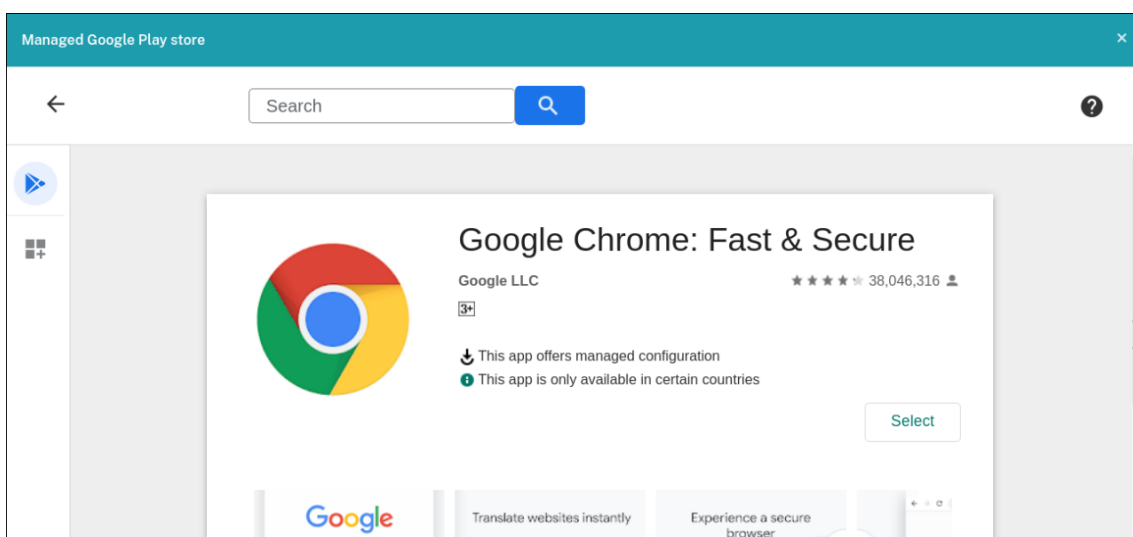 Managed Google Play store
×
Search
?
Google Chrome: Fast & Secure
Google LLC
38,046,316
3+
This app offers managed configuration
This app is only available in certain countries
Select
Google
Translate websites instantly
Experience a secure
browser